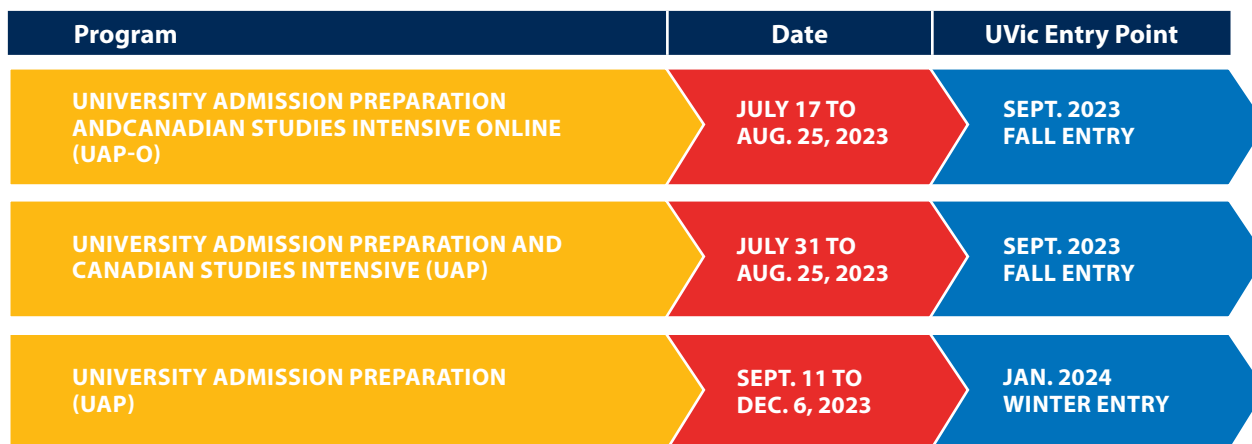 Program
Date
UVic Entry Point
UNIVERSITY ADMISSION PREPARATION
ANDCANADIAN STUDIES INTENSIVE ONLINE
(UAP-O)
JULY 17 TO
AUG. 25, 2023
SEPT. 2023
FALL ENTRY
UNIVERSITY ADMISSION PREPARATION AND
CANADIAN STUDIES INTENSIVE (UAP)
JULY 31 TO
AUG. 25, 2023
SEPT. 2023
FALL ENTRY
UNIVERSITY ADMISSION PREPARATION
(UAP)
SEPT. 11 TO
DEC. 6, 2023
JAN. 2024
WINTER ENTRY